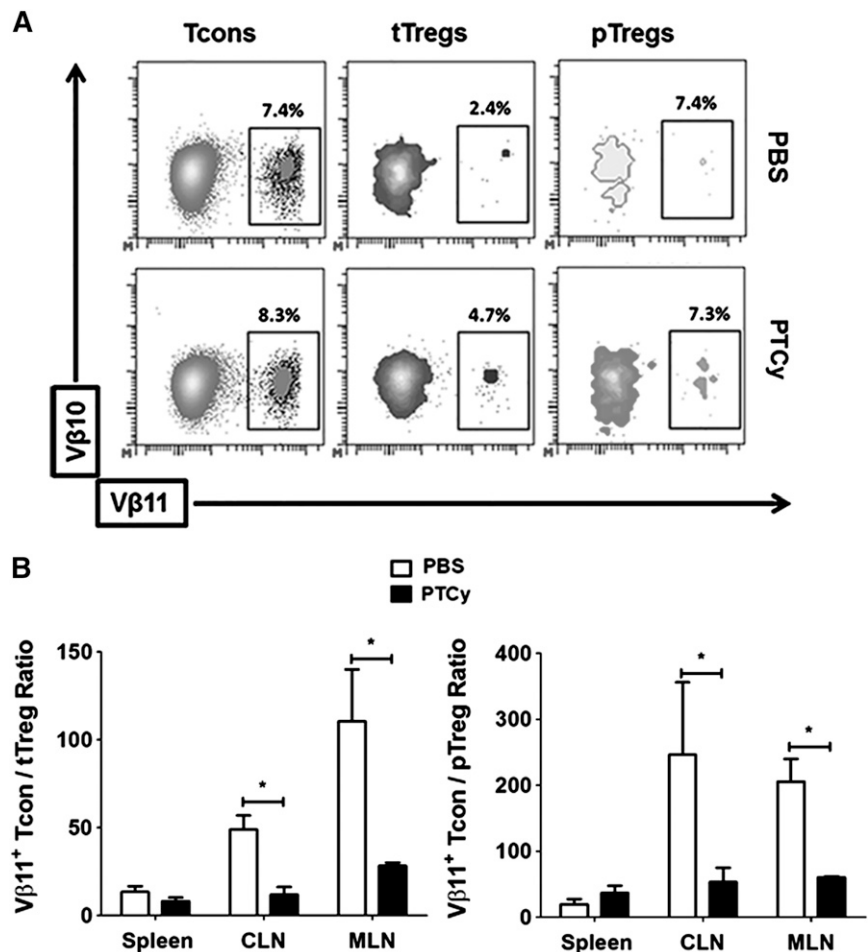 A
Tcons tTregs pTregs
7.4% 2.4% 7.4%
PBS
8.3% 4.7% 7.3%
PTCy
Vβ10
Vβ11
B
PBS
PTCy
Vβ11+ Tcon / tTreg Ratio
150
100
50
0
* *
Spleen CLN MLN
Vβ11+ Tcon / pTreg Ratio
400
300
200
100
0
* *
Spleen CLN MLN